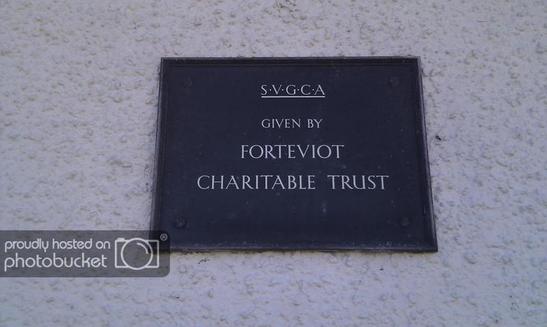 S·V·G·C·A
GIVEN BY
FORTEVIOT
CHARITABLE TRUST
proudly hosted on
photobucket